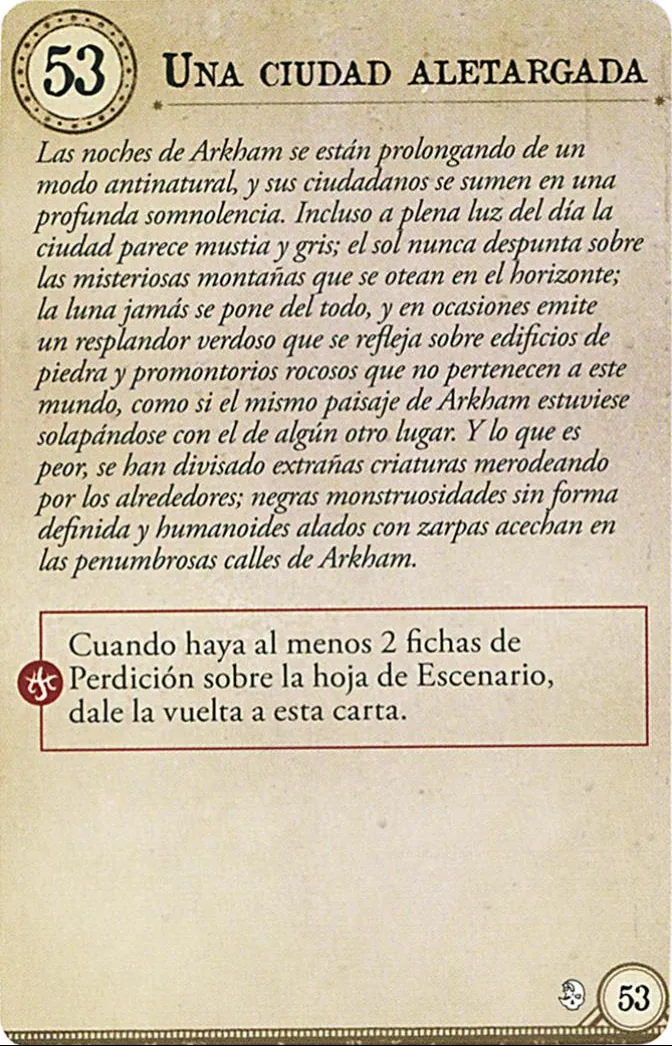 53
Una ciudad aletargada
Las noches de Arkham se están prolongando de un
modo antinatural, y sus ciudadanos se sumen en una
profunda somnolencia. Incluso a plena luz del día la
ciudad parece mustia y gris; el sol nunca despunta sobre
las misteriosas montañas que se otean en el horizonte;
la luna jamás se pone del todo, y en ocasiones emite
un resplandor verdoso que se refleja sobre edificios de
piedra y promontorios rocosos que no pertenecen a este
mundo, como si el mismo paisaje de Arkham estuviese
solapándose con el de algún otro lugar. Y lo que es
peor, se han divisado extrañas criaturas merodeando
por los alrededores; negras monstruosidades sin forma
definida y humanoides alados con zarpas acechan en
las penumbrosas calles de Arkham.
Cuando haya al menos 2 fichas de
Perdición sobre la hoja de Escenario,
dale la vuelta a esta carta.
53